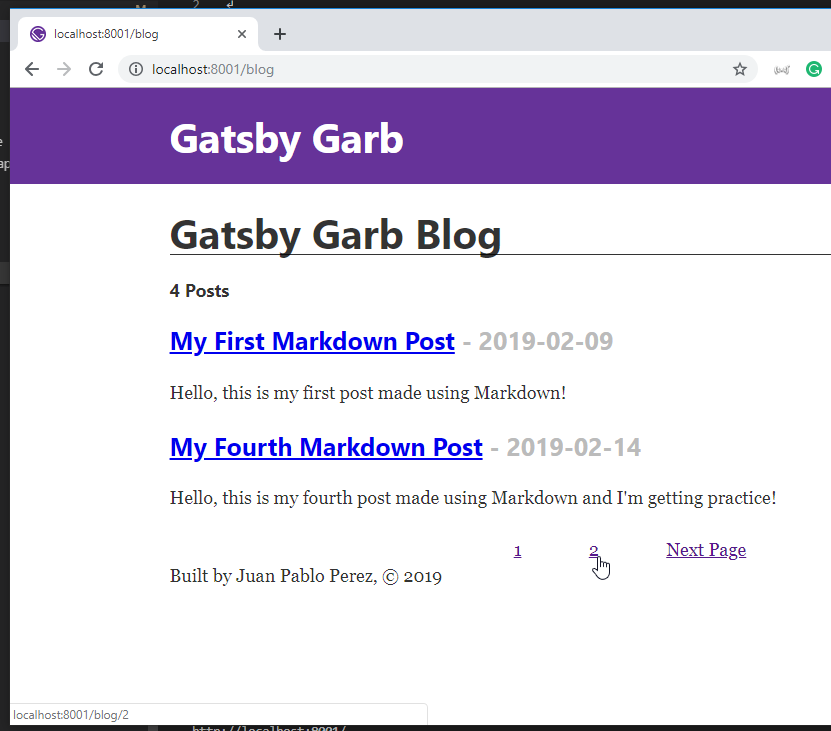 localhost:8001/blog
localhost:8001/blog
Gatsby Garb
Gatsby Garb Blog
4 Posts
My First Markdown Post - 2019-02-09
Hello, this is my first post made using Markdown!
My Fourth Markdown Post - 2019-02-14
Hello, this is my fourth post made using Markdown and I'm getting practice!
1 2 Next Page
Built by Juan Pablo Perez, © 2019
localhost:8001/blog/2
http://localhost:8001/